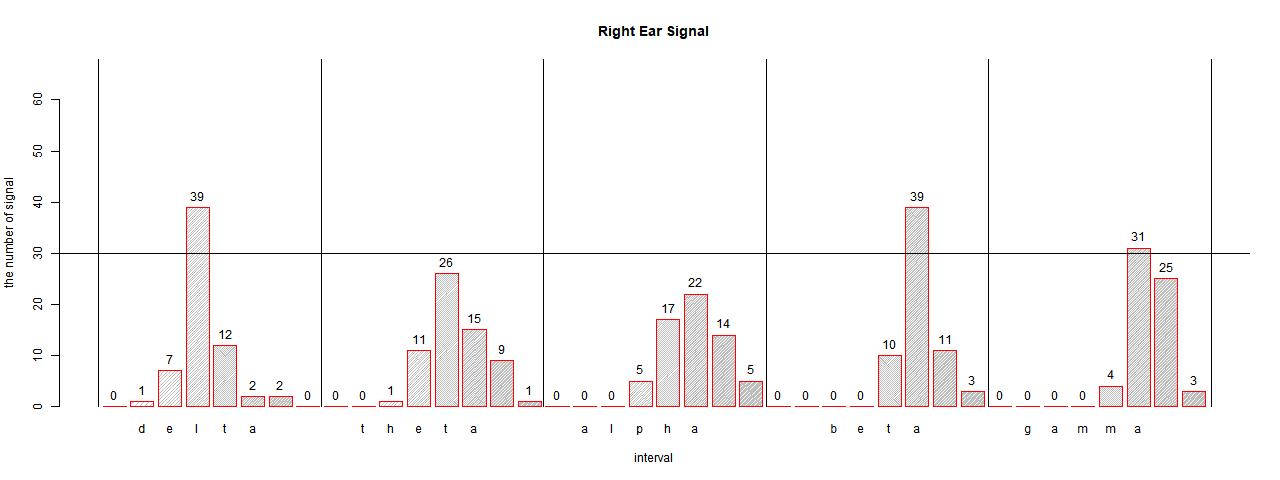 Right Ear Signal
the number of signal
60
50
40
30
20
10
0
0 1 7 39 12 2 2 0
0 0 1 11 26 15 9 1
0 0 0 5 17 22 14 5
0 0 0 0 10 39 11 3
0 0 0 0 4 31 25 3
d e l t a t h e t a a l p h a b e t a g a m m a
interval